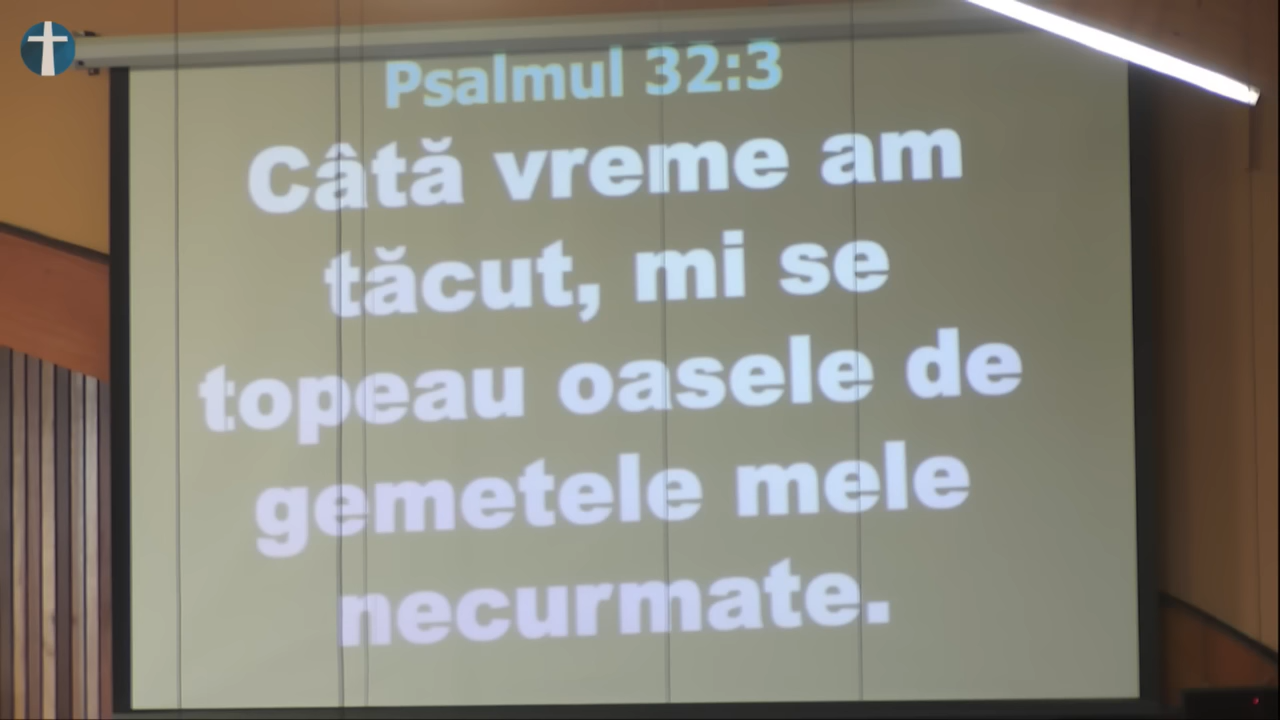 Psalmul 32:3
Câtă vreme am
tăcut, mi se
topeau oasele de
gemetele mele
necurmate.